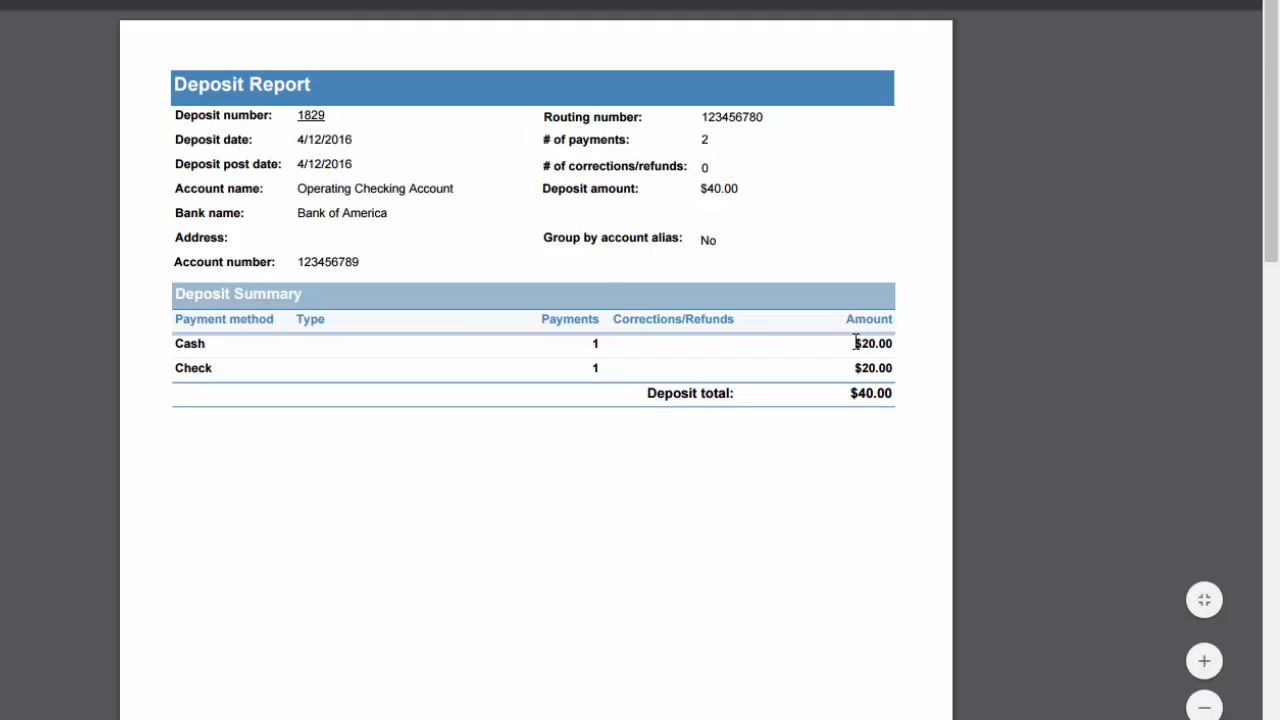 Deposit Report
Deposit number: 1829 Routing number: 123456780
Deposit date: 4/12/2016 # of payments: 2
Deposit post date: 4/12/2016 # of corrections/refunds: 0
Account name: Operating Checking Account Deposit amount: $40.00
Bank name: Bank of America
Address: Group by account alias: No
Account number: 123456789
Deposit Summary
Payment method Type Payments Corrections/Refunds Amount
Cash 1 $20.00
Check 1 $20.00
Deposit total: $40.00